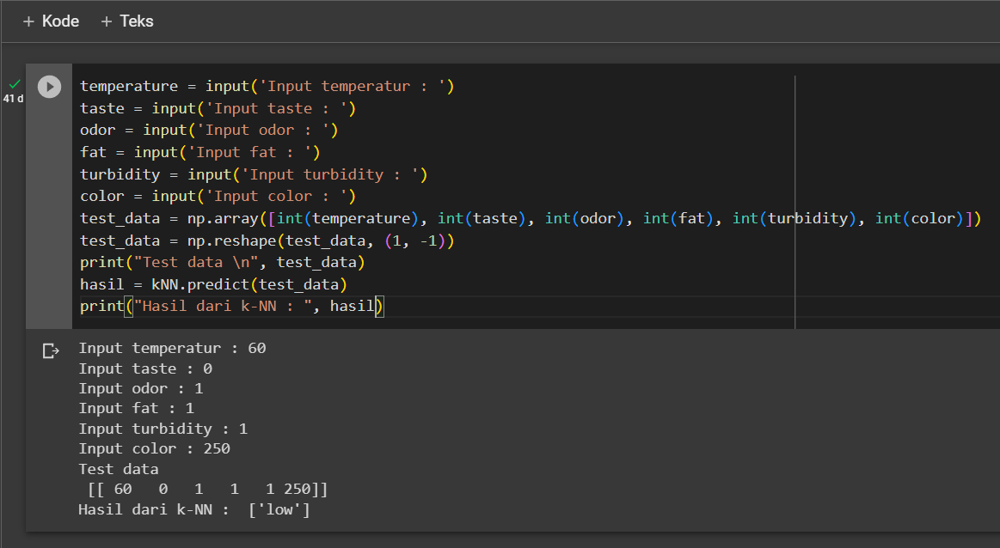 + Kode + Teks
41 d
temperature = input('Input temperatur : ')
taste = input('Input taste : ')
odor = input('Input odor : ')
fat = input('Input fat : ')
turbidity = input('Input turbidity : ')
color = input('Input color : ')
test_data = np.array([int(temperature), int(taste), int(odor), int(fat), int(turbidity), int(color)])
test_data = np.reshape(test_data, (1, -1))
print("Test data \n", test_data)
hasil = kNN.predict(test_data)
print("Hasil dari k-NN : ", hasil)
Input temperatur : 60
Input taste : 0
Input odor : 1
Input fat : 1
Input turbidity : 1
Input color : 250
Test data
[[ 60   0   1   1   1 250]]
Hasil dari k-NN :  ['low']